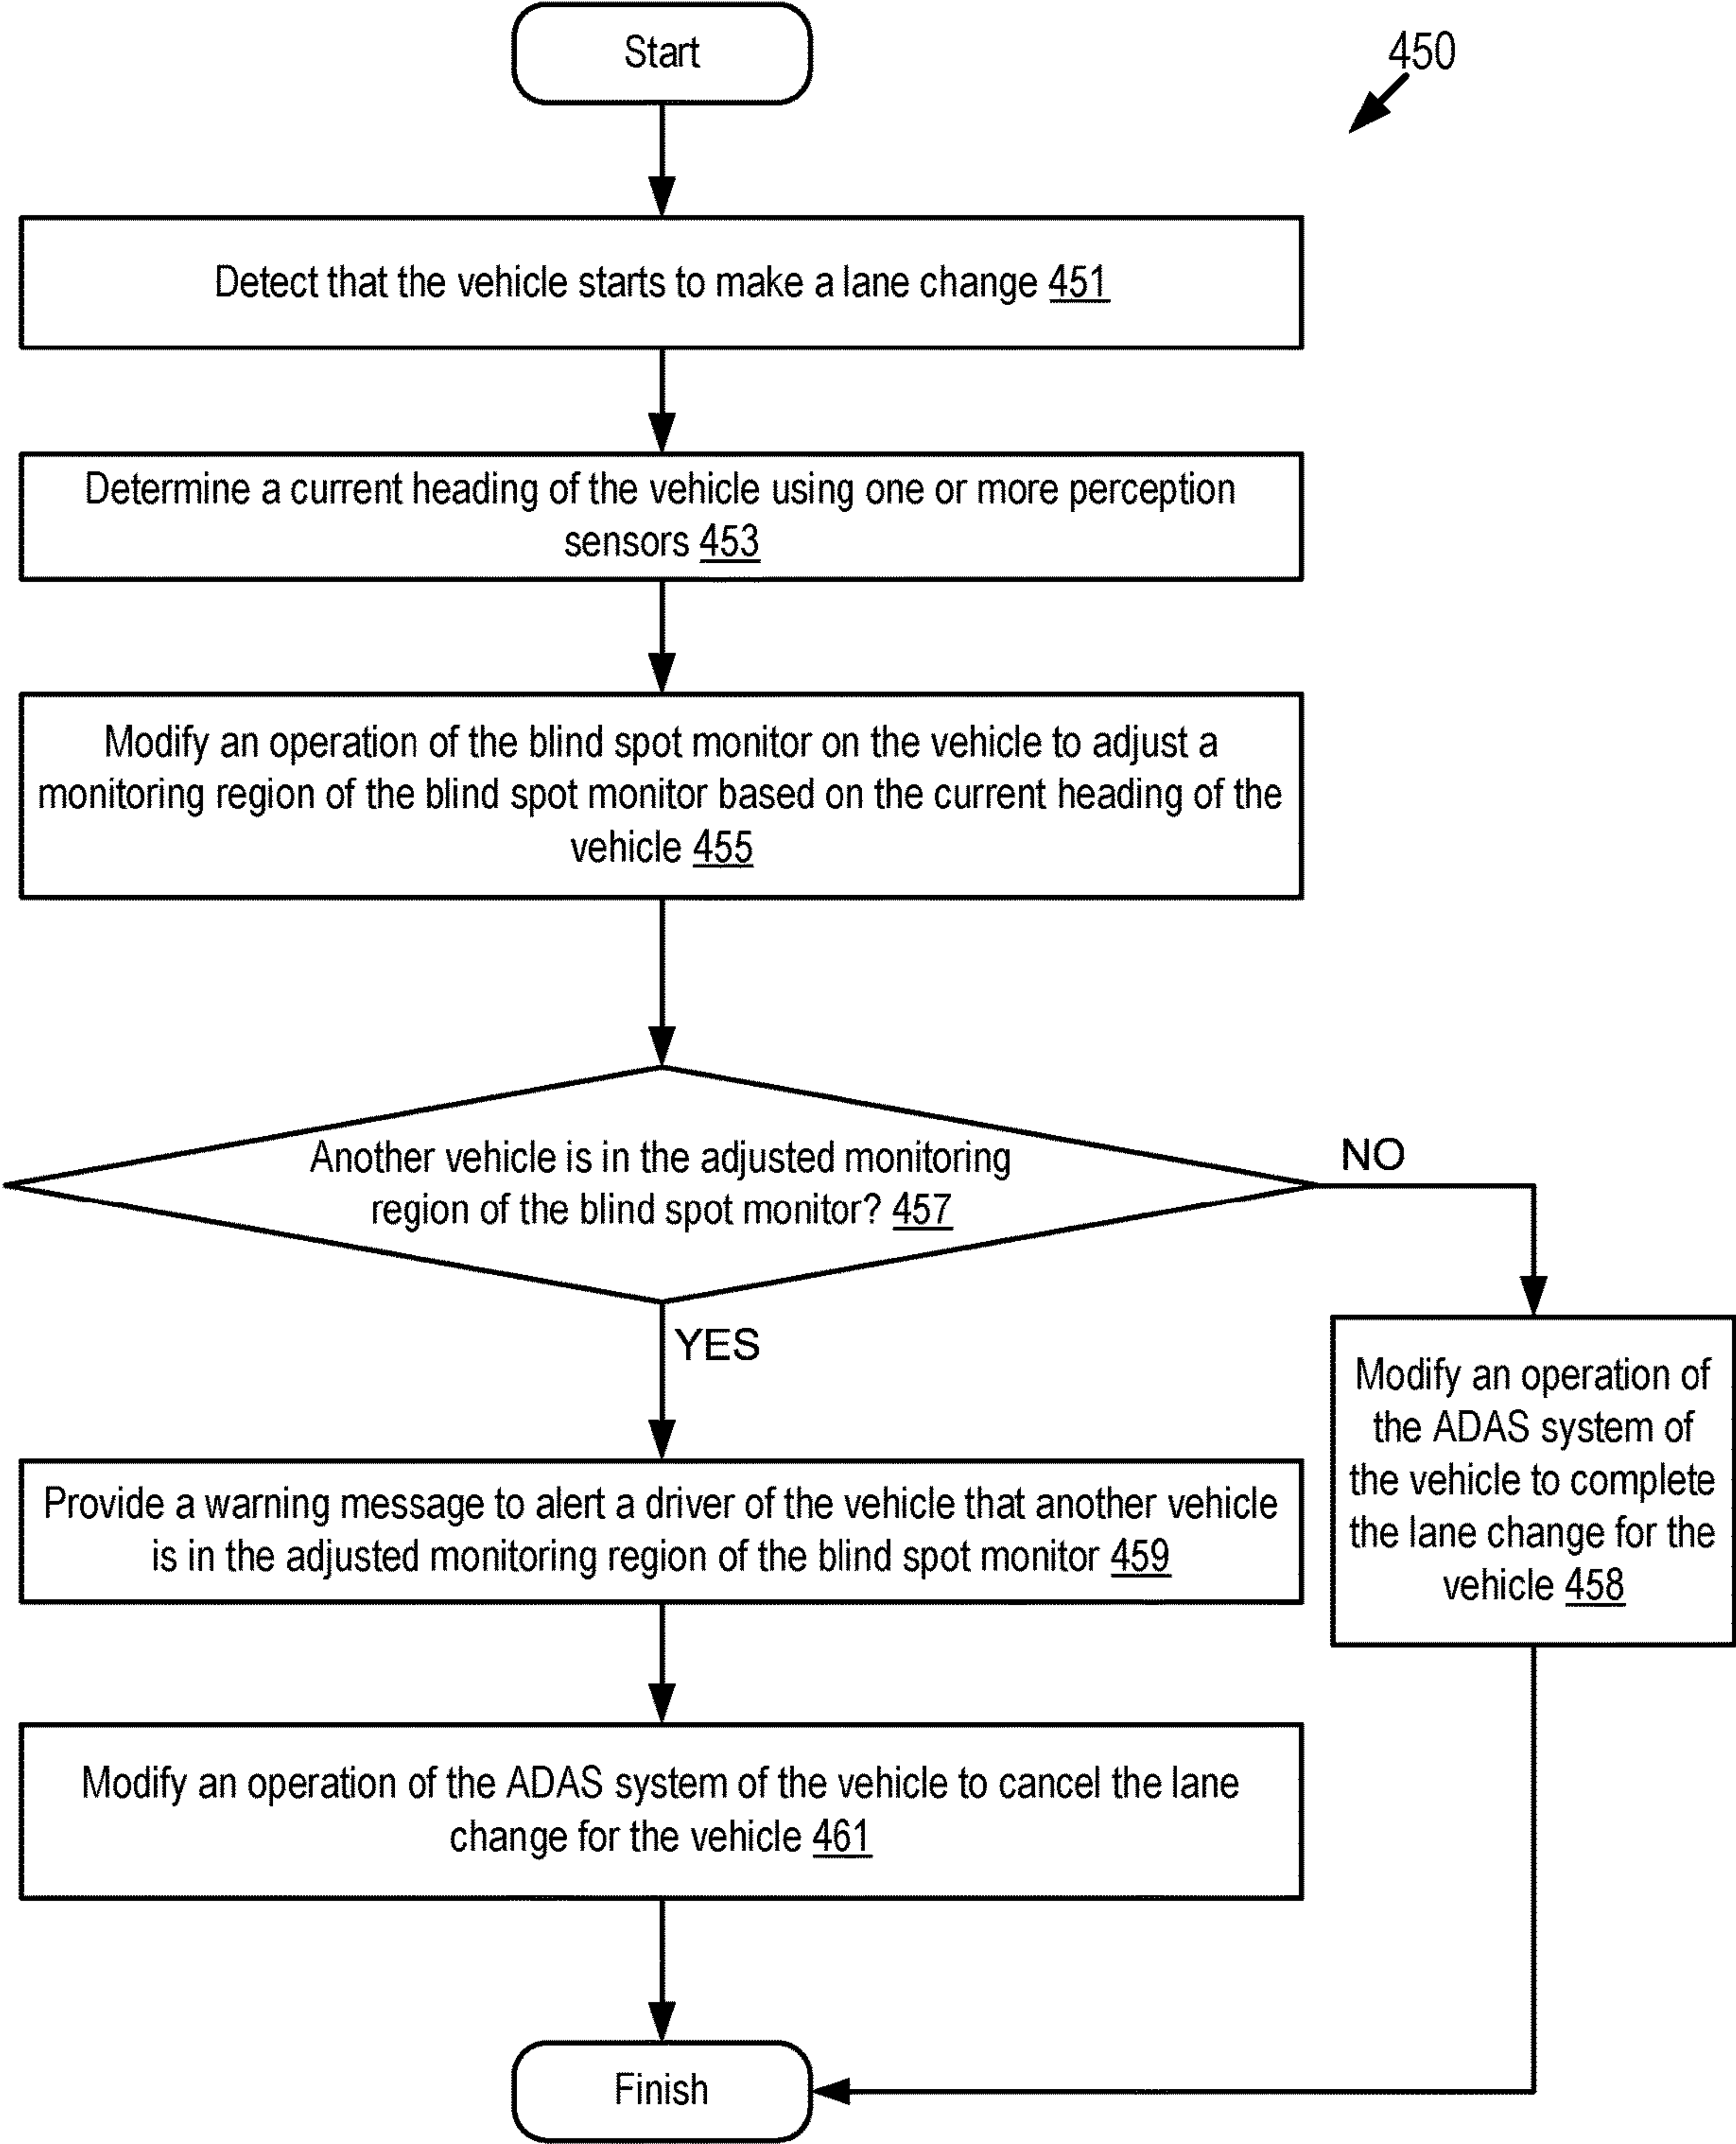 Start
450
Detect that the vehicle starts to make a lane change 451
Determine a current heading of the vehicle using one or more perception
sensors 453
Modify an operation of the blind spot monitor on the vehicle to adjust a
monitoring region of the blind spot monitor based on the current heading of the
vehicle 455
Another vehicle is in the adjusted monitoring
region of the blind spot monitor? 457
NO
YES
Modify an operation of
the ADAS system of
the vehicle to complete
the lane change for the
vehicle 458
Provide a warning message to alert a driver of the vehicle that another vehicle
is in the adjusted monitoring region of the blind spot monitor 459
Modify an operation of the ADAS system of the vehicle to cancel the lane
change for the vehicle 461
Finish